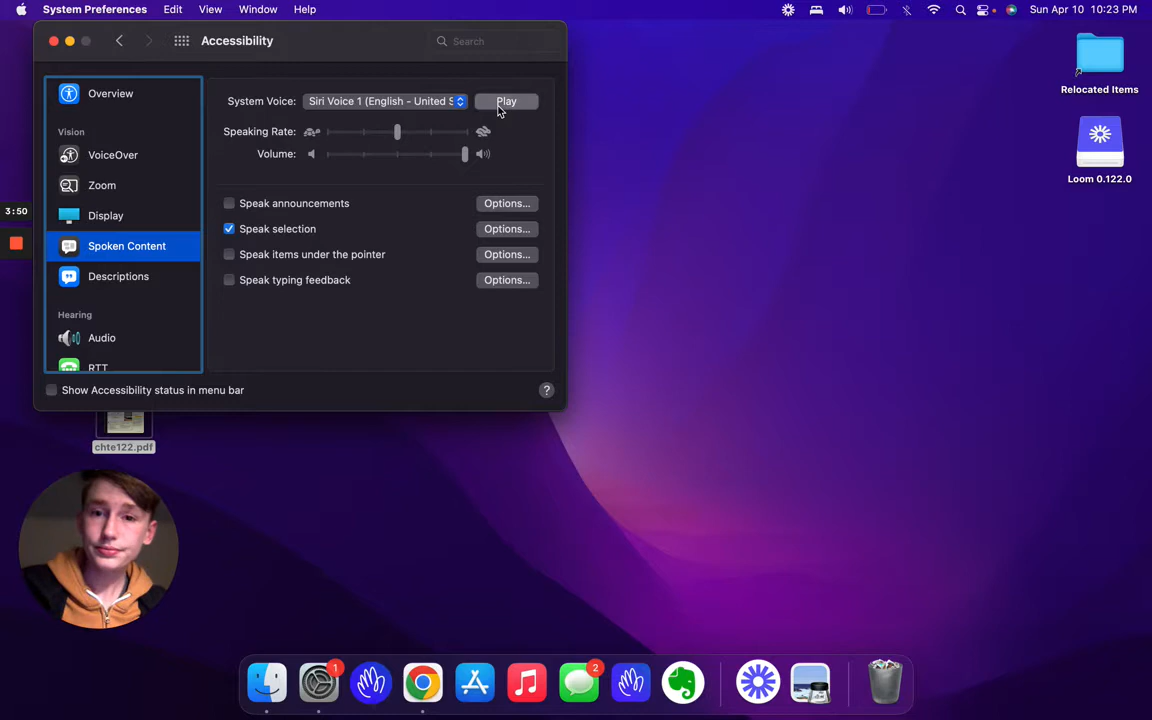 System Preferences Edit View Window Help Sun Apr 10 10:23 PM
Accessibility Search
Relocated Items
Loom 0.122.0
3:50
Overview
Vision
VoiceOver
Zoom
Display
Spoken Content
Descriptions
Hearing
Audio
RTT
System Voice: Siri Voice 1 (English - United S Play
Speaking Rate:
Volume:
Speak announcements Options...
Speak selection Options...
Speak items under the pointer Options...
Speak typing feedback Options...
Show Accessibility status in menu bar ?
chte122.pdf
1
2